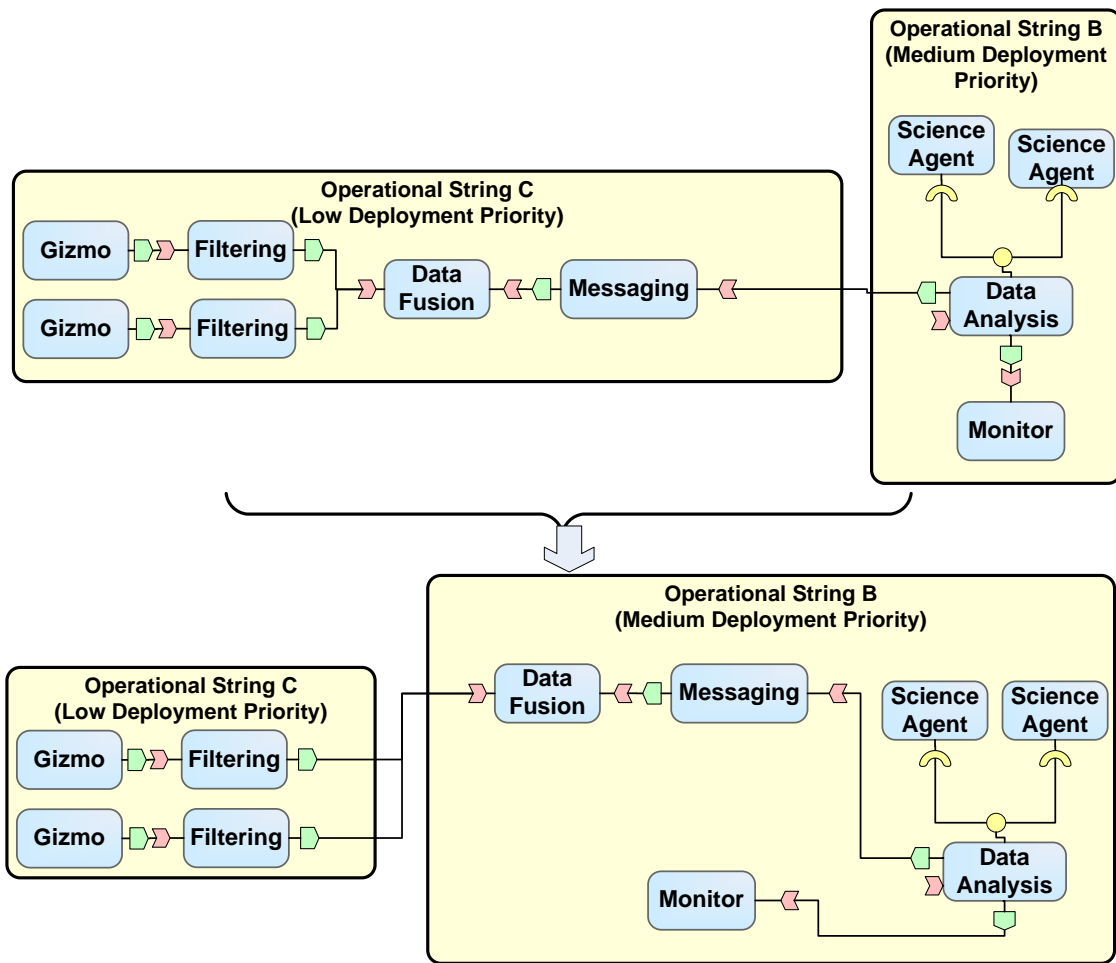 Operational String B
(Medium Deployment
Priority)
Science
Agent
Science
Agent
Operational String C
(Low Deployment Priority)
Gizmo
Filtering
Data
Fusion
Messaging
Gizmo
Filtering
Data
Analysis
Monitor
Operational String B
(Medium Deployment Priority)
Operational String C
(Low Deployment Priority)
Data
Fusion
Messaging
Science
Agent
Science
Agent
Gizmo
Filtering
Gizmo
Filtering
Data
Analysis
Monitor